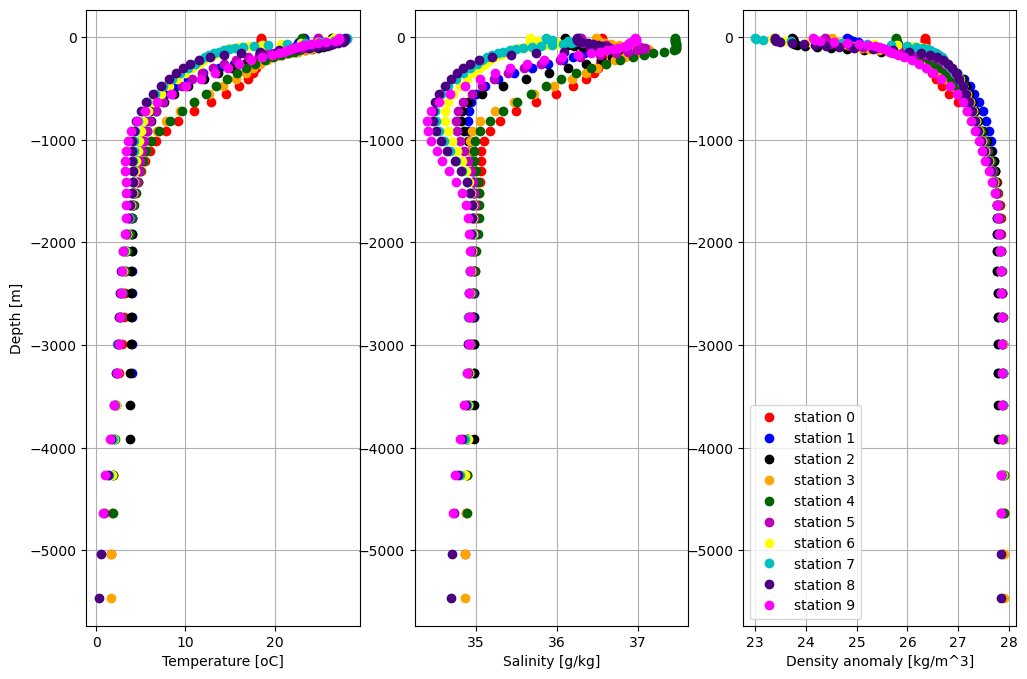 0
−1000
−2000
−3000
−4000
−5000
Depth [m]
0 10 20
Temperature [oC]
0
−1000
−2000
−3000
−4000
−5000
35 36 37
Salinity [g/kg]
0
−1000
−2000
−3000
−4000
−5000
23 24 25 26 27 28
Density anomaly [kg/m^3]
station 0
station 1
station 2
station 3
station 4
station 5
station 6
station 7
station 8
station 9